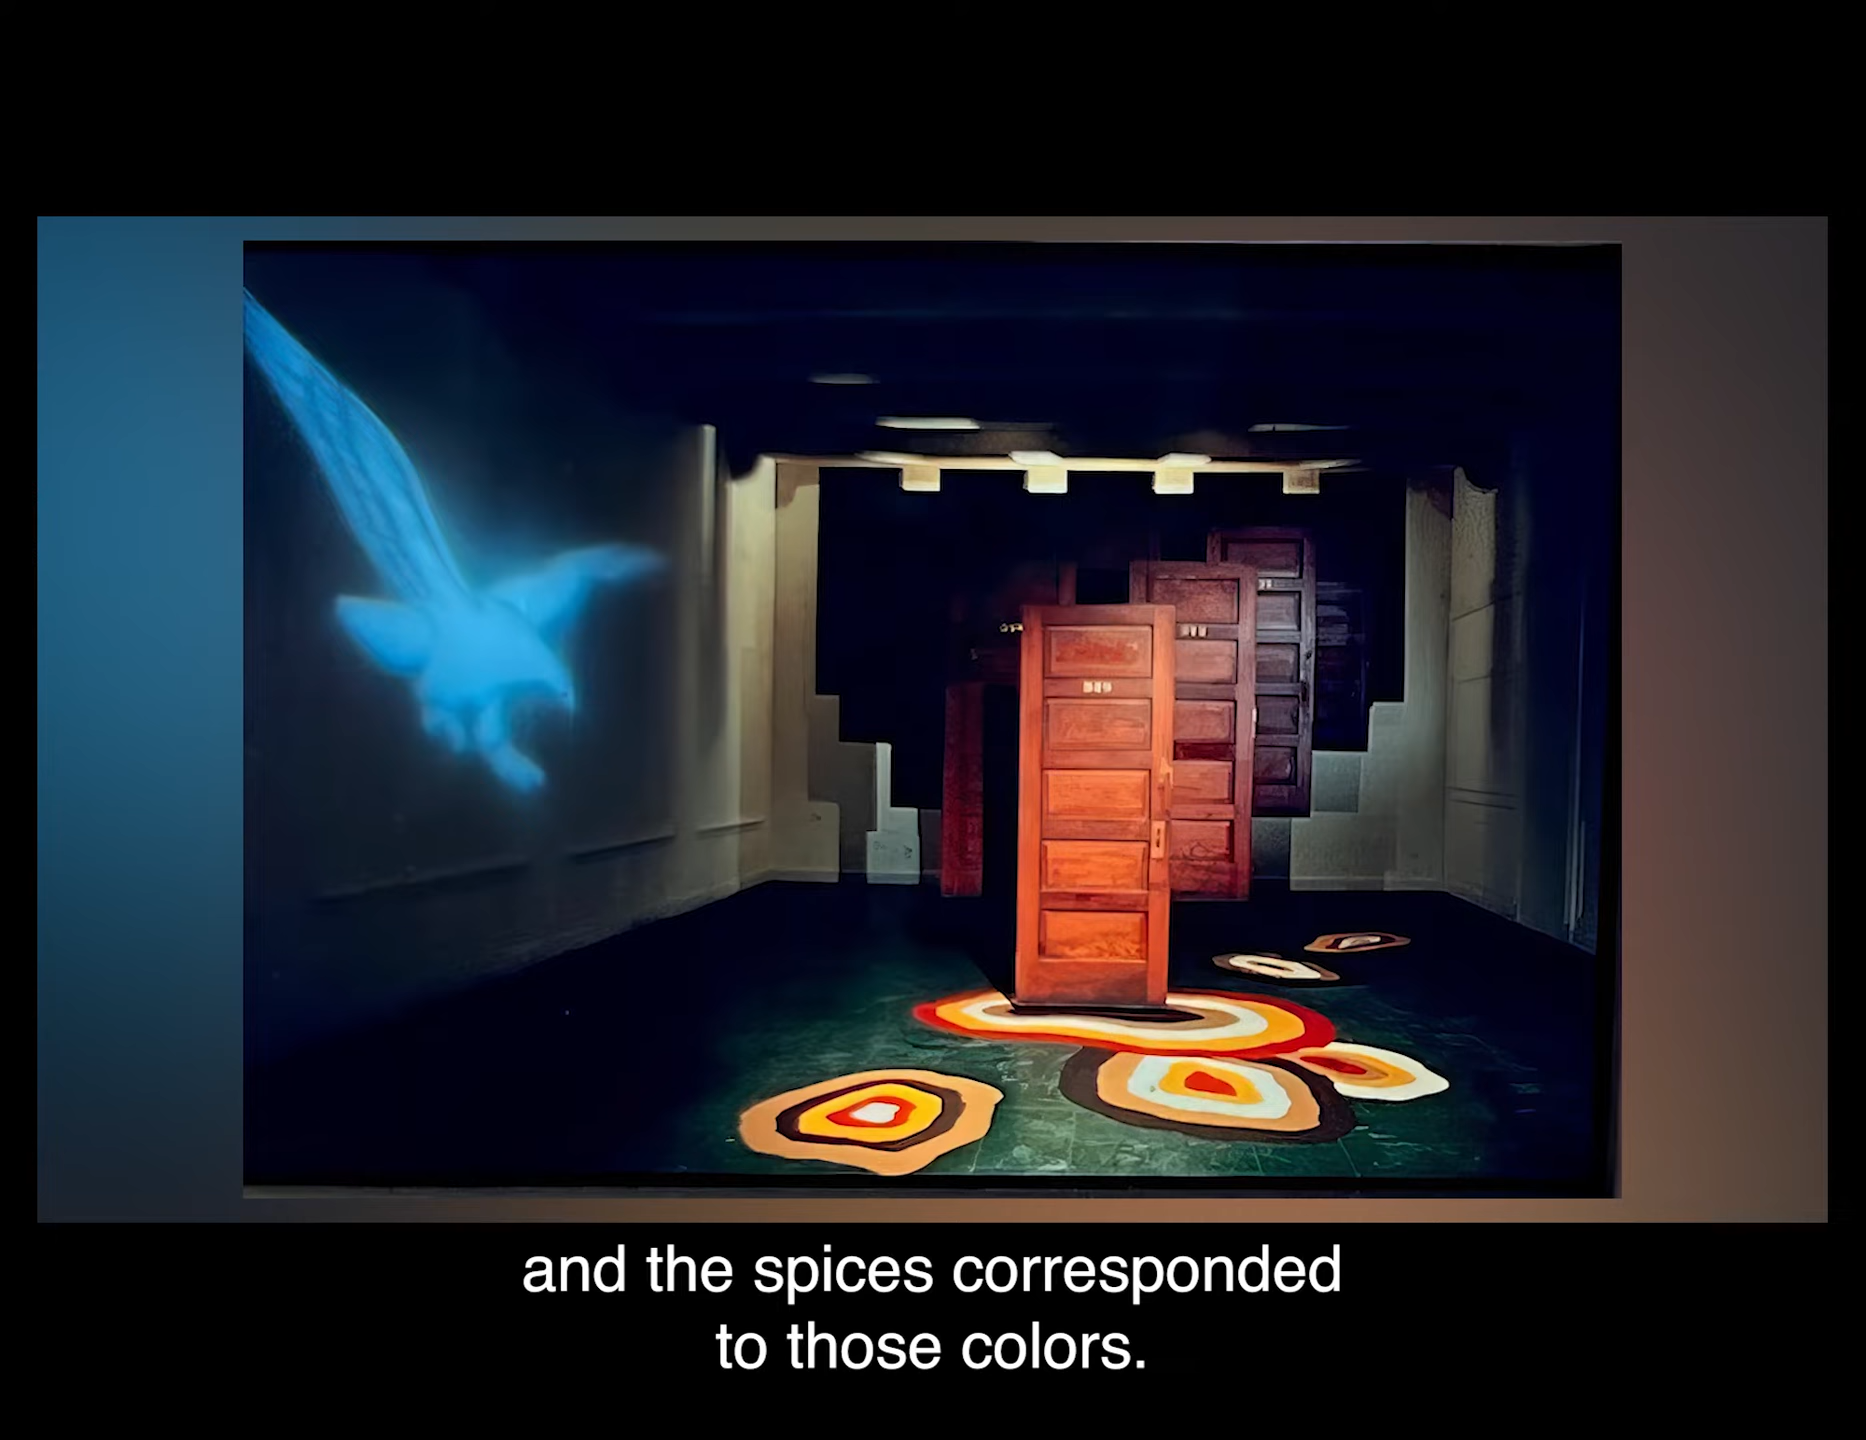 and the spices corresponded
to those colors.